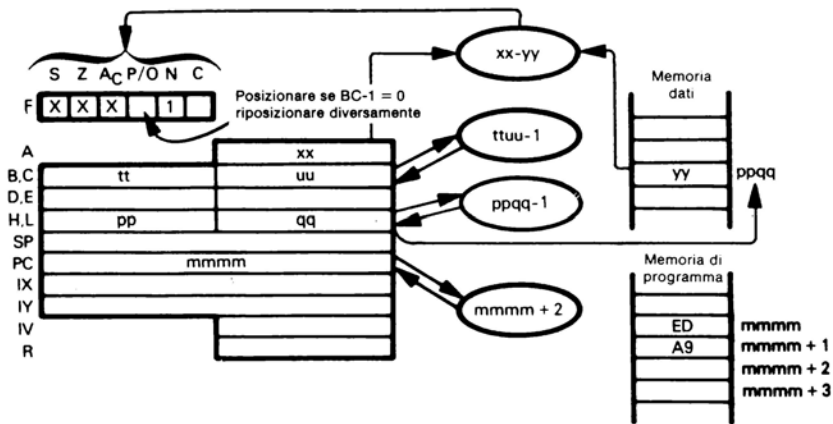 S Z AC P/O N C
F X X X 1
Posizionare se BC-1 = 0
riposizionare diversamente
xx-yy
Memoria
dati
A xx
ttuu-1
B,C tt uu
yy ppqq
D,E
ppqq-1
H,L pp qq
SP
PC mmmm
Memoria di
programma
IX
IY
mmmm + 2
IV
R
ED mmmm
A9 mmmm + 1
mmmm + 2
mmmm + 3